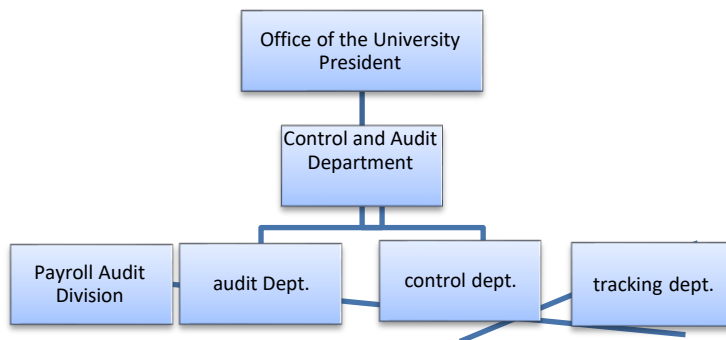 Office of the University
President
Control and Audit
Department
Payroll Audit
Division
audit Dept.
control dept.
tracking dept.